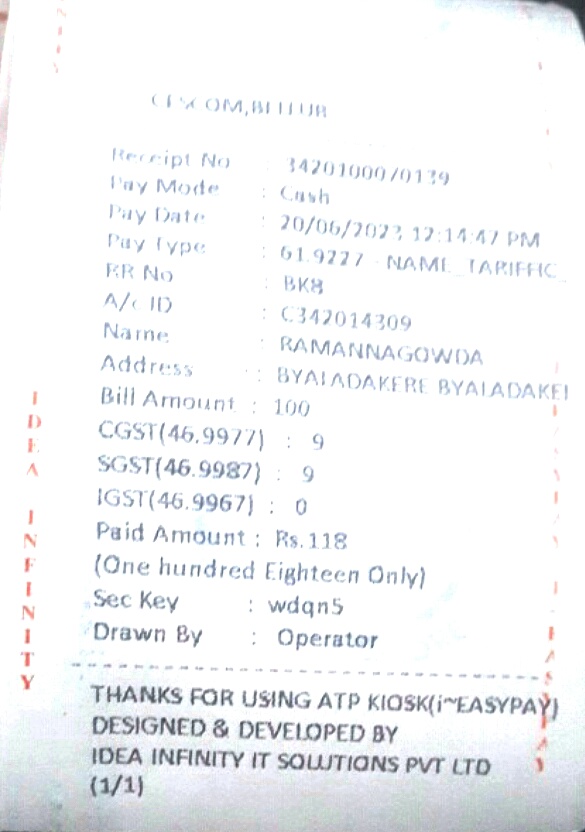 CESCOM,BELLUR
Receipt No : 3420100070139
Pay Mode : Cash
Pay Date : 20/06/2023 12:14:47 PM
Pay Type : 61.9227 - NAME_TARIFFIC_
RR No : BK8
A/c ID : C342014309
Name : RAMANNAGOWDA
Address : BYALADAKERE BYALADAKE
Bill Amount : 100
CGST(46.9977) : 9
SGST(46.9987) : 9
IGST(46.9967) : 0
Paid Amount : Rs.118
(One hundred Eighteen Only)
Sec Key : wdqn5
Drawn By : Operator
THANKS FOR USING ATP KIOSK(i~EASYPAY)
DESIGNED & DEVELOPED BY
IDEA INFINITY IT SOLUTIONS PVT LTD
(1/1)
IDEA INFINITY